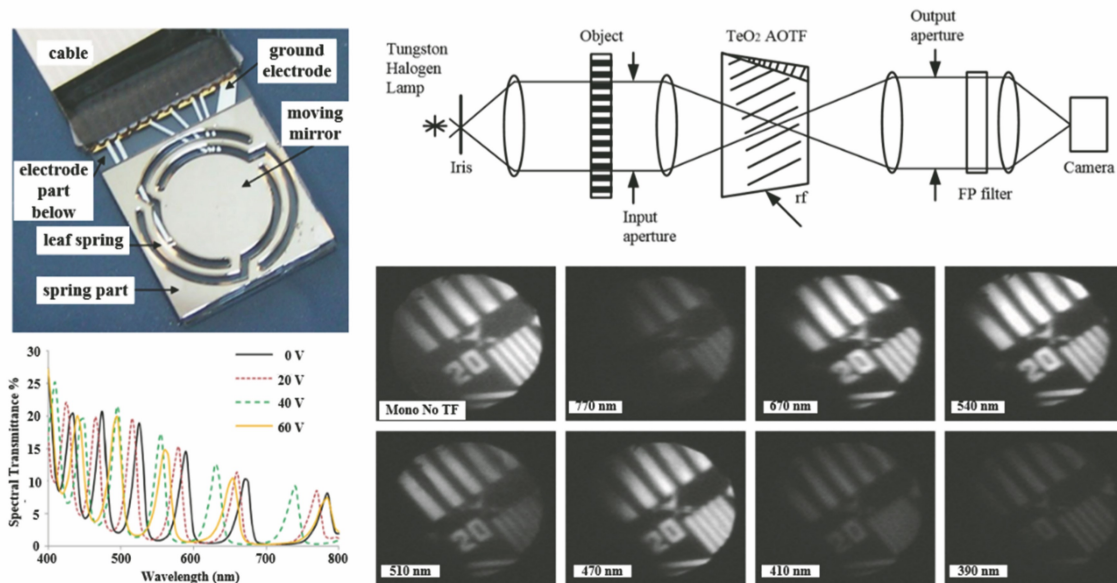 cable
ground
electrode
moving
mirror
electrode
part
below
leaf spring
spring part
Tungston
Halogen
Lamp
Iris
Object
Input
aperture
TeO₂ AOTF
rf
Output
aperture
FP filter
Camera
Spectral Transmittance %
30
25
20
15
10
5
0
0 V
20 V
40 V
60 V
400
500
600
700
800
Wavelength (nm)
20
Mono No TF
770 nm
20
670 nm
20
540 nm
20
510 nm
20
470 nm
20
410 nm
390 nm